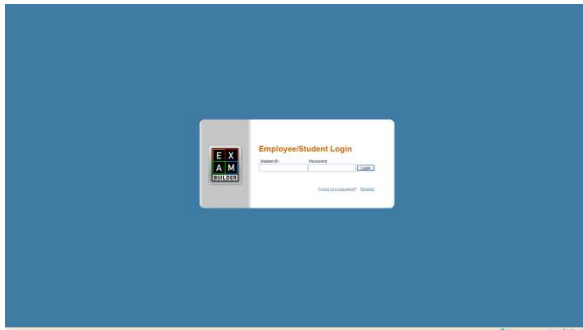 E X
A M
BUILDER
Employee/Student Login
Student ID: Password:
Login
Forgot your password? Register